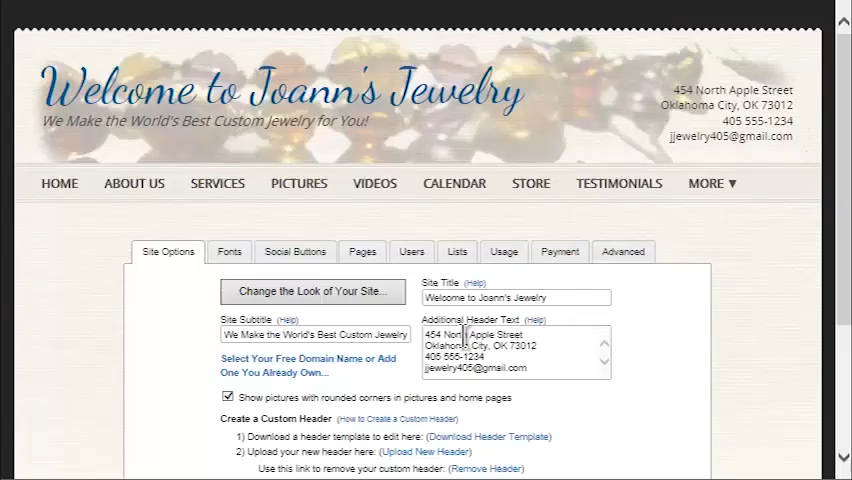 Welcome to Joann's Jewelry
We Make the World's Best Custom Jewelry for You!
454 North Apple Street
Oklahoma City, OK 73012
405 555-1234
jjewelry405@gmail.com
HOME ABOUT US SERVICES PICTURES VIDEOS CALENDAR STORE TESTIMONIALS MORE ▼
Site Options Fonts Social Buttons Pages Users Lists Usage Payment Advanced
Change the Look of Your Site...
Site Title (Help)
Welcome to Joann's Jewelry
Site Subtitle (Help)
We Make the World's Best Custom Jewelry
Additional Header Text (Help)
454 North Apple Street
Oklahoma City, OK 73012
405 555-1234
jjewelry405@gmail.com
Select Your Free Domain Name or Add
One You Already Own...
Show pictures with rounded corners in pictures and home pages
Create a Custom Header (How to Create a Custom Header)
1) Download a header template to edit here: (Download Header Template)
2) Upload your new header here: (Upload New Header)
Use this link to remove your custom header: (Remove Header)